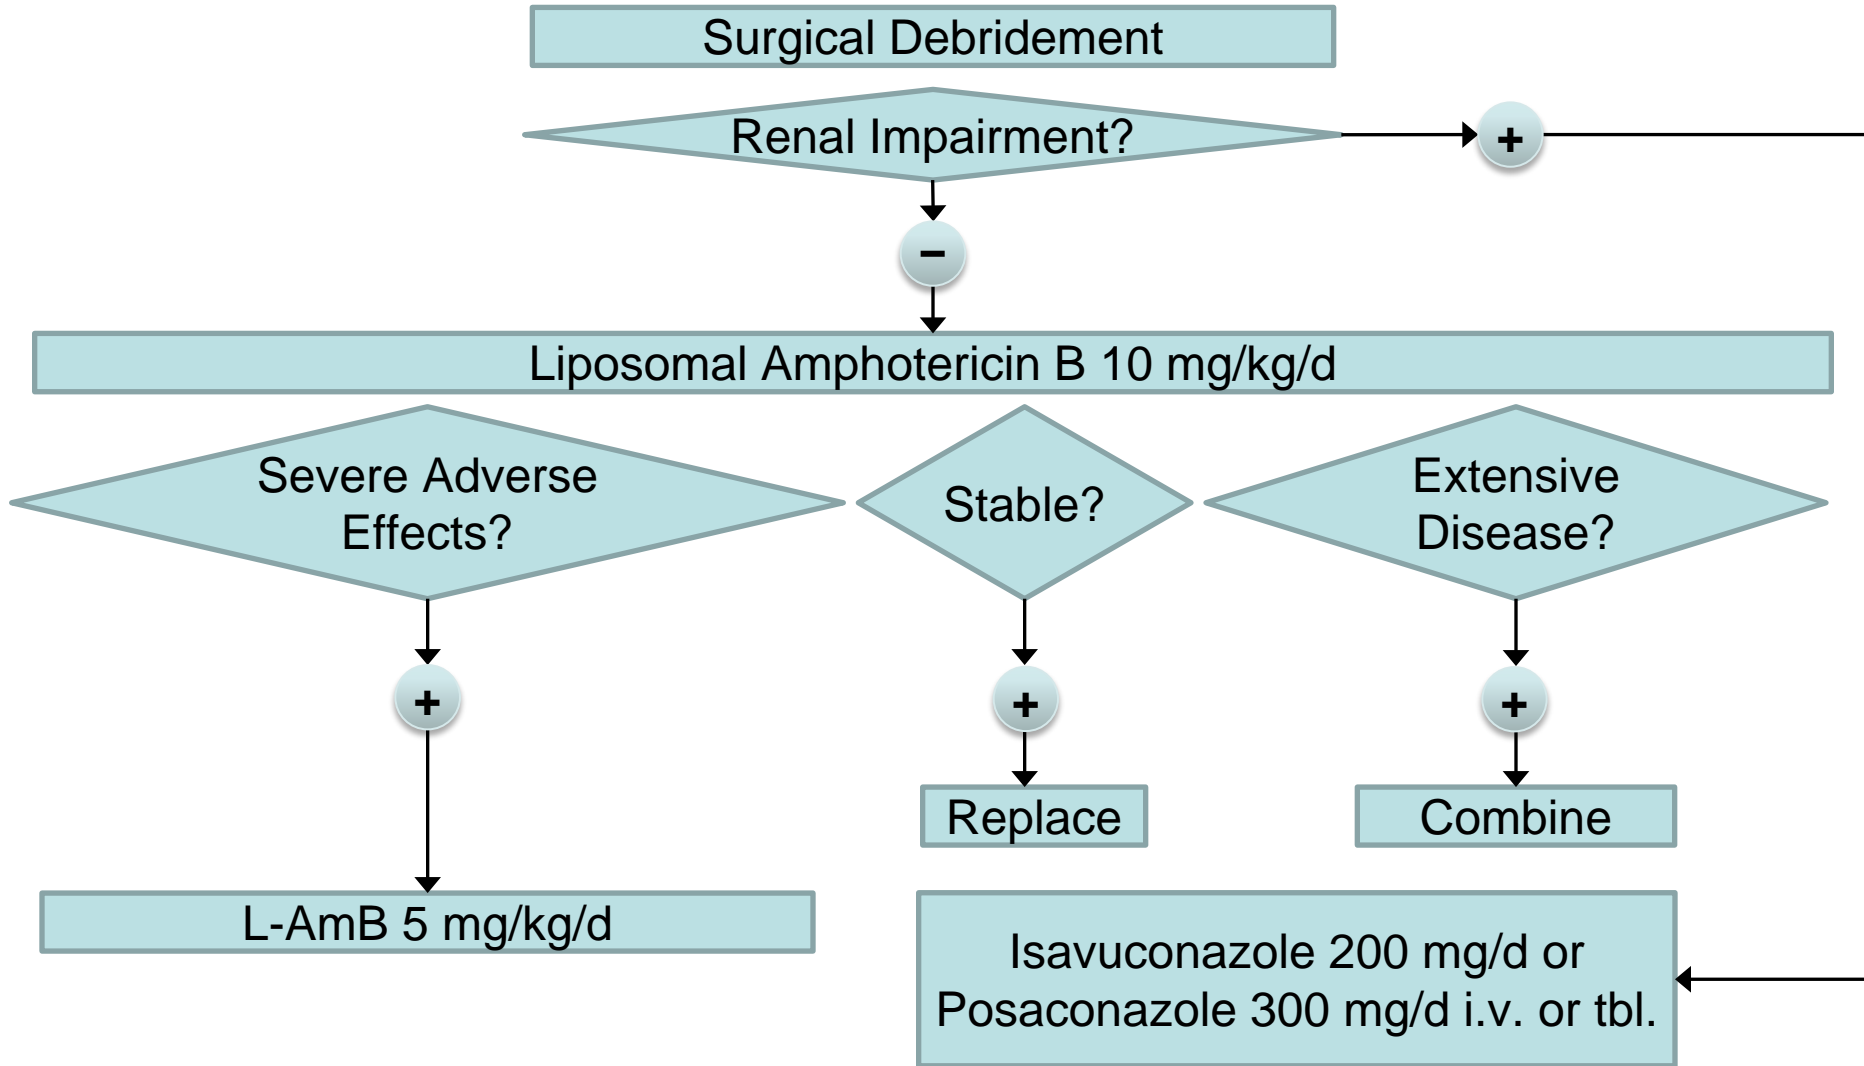 Surgical Debridement
Renal Impairment?
+
−
Liposomal Amphotericin B 10 mg/kg/d
Severe Adverse
Effects?
Stable?
Extensive
Disease?
+
+
+
Replace
Combine
L-AmB 5 mg/kg/d
Isavuconazole 200 mg/d or
Posaconazole 300 mg/d i.v. or tbl.